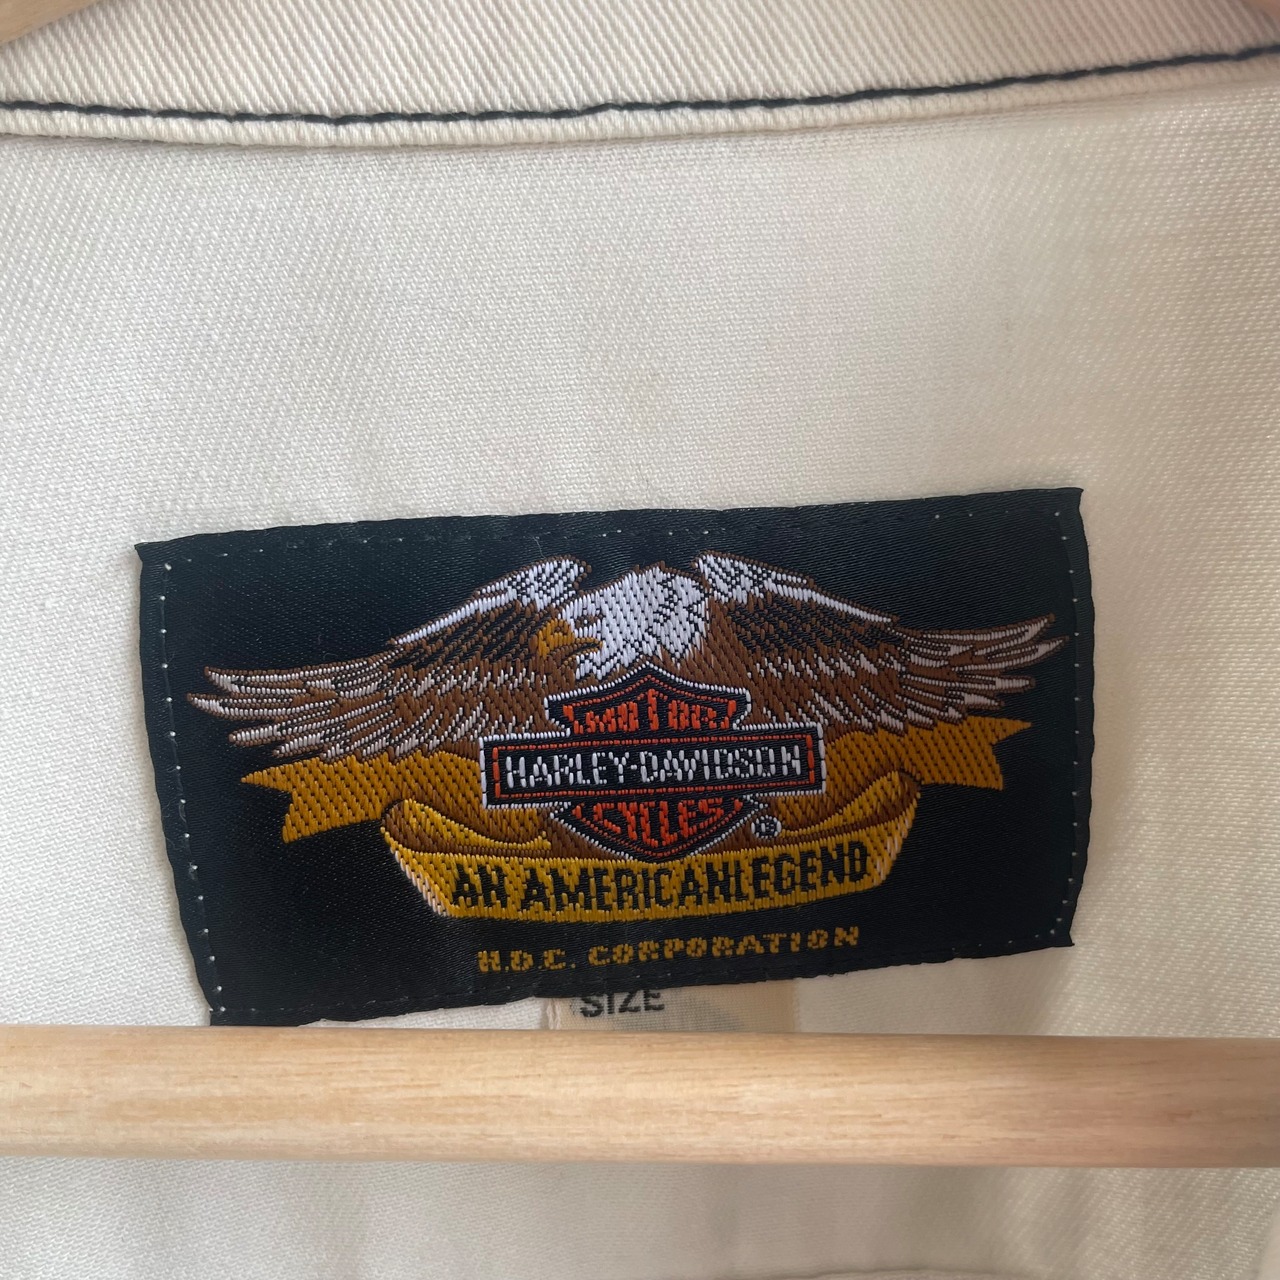 MOTOR
HARLEY-DAVIDSON
CYCLES ®
AN AMERICAN LEGEND
H.D.C. CORPORATION
SIZE